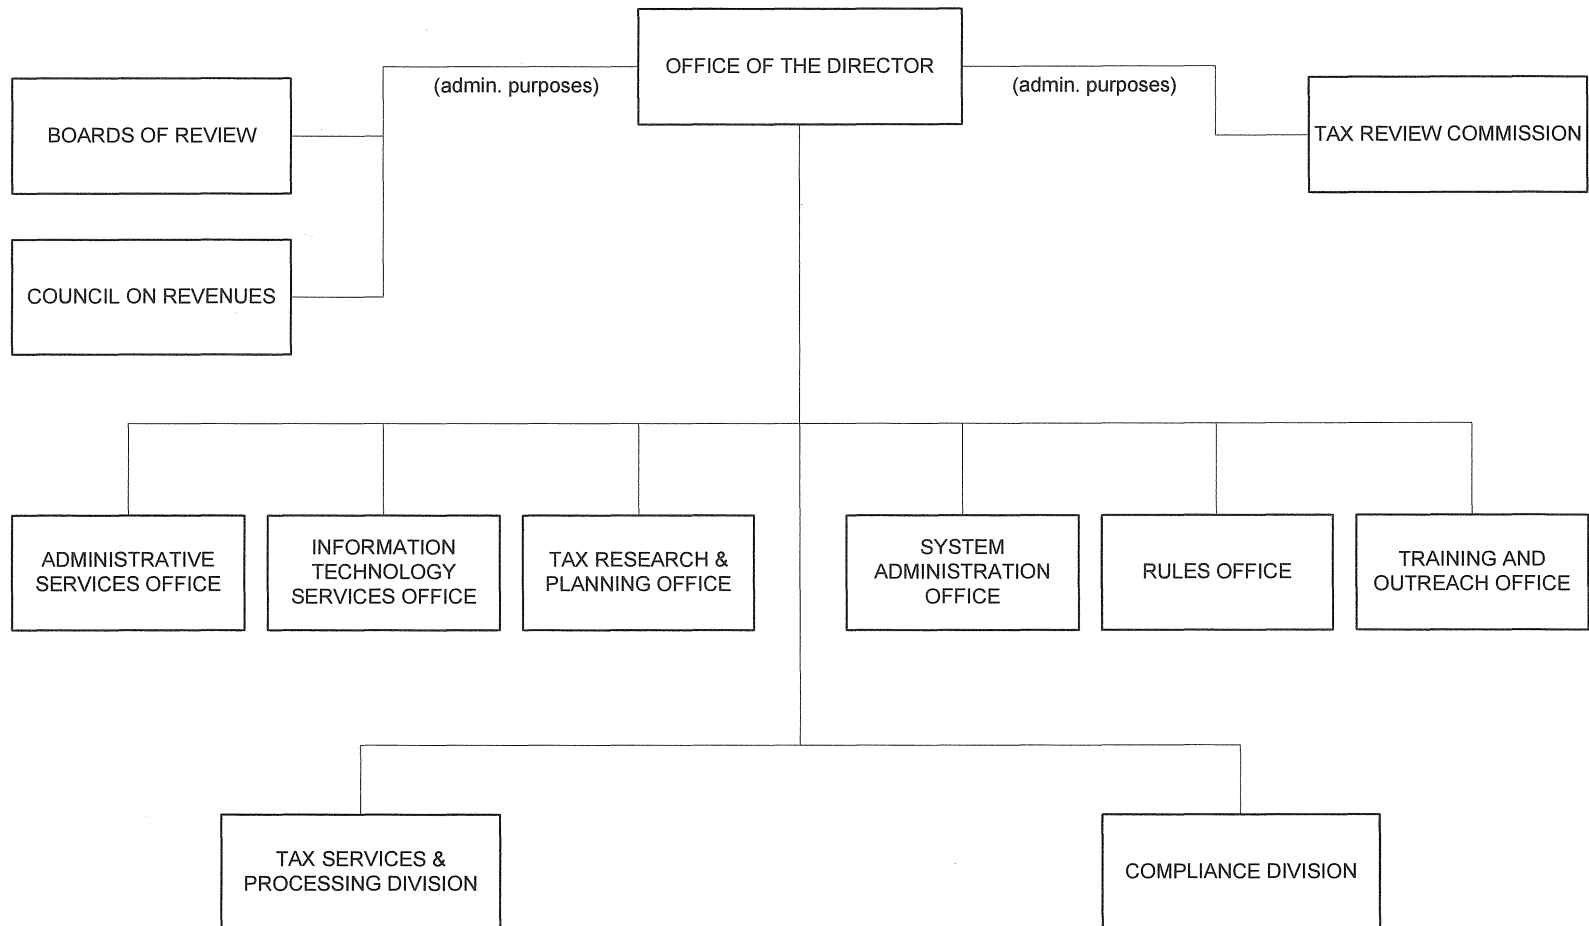 OFFICE OF THE DIRECTOR
(admin. purposes)
(admin. purposes)
BOARDS OF REVIEW
TAX REVIEW COMMISSION
COUNCIL ON REVENUES
ADMINISTRATIVE
SERVICES OFFICE
INFORMATION
TECHNOLOGY
SERVICES OFFICE
TAX RESEARCH &
PLANNING OFFICE
SYSTEM
ADMINISTRATION
OFFICE
RULES OFFICE
TRAINING AND
OUTREACH OFFICE
TAX SERVICES &
PROCESSING DIVISION
COMPLIANCE DIVISION